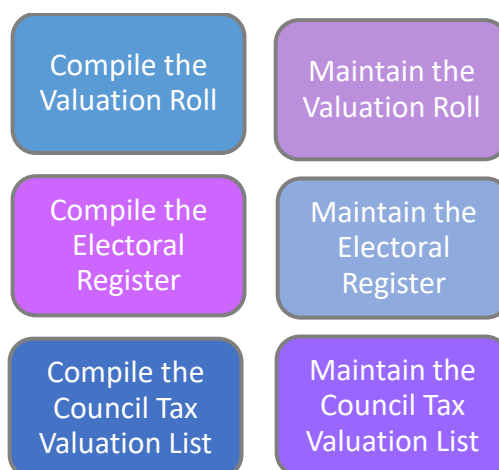 Compile the
Valuation Roll
Maintain the
Valuation Roll
Compile the
Electoral
Register
Maintain the
Electoral
Register
Compile the
Council Tax
Valuation List
Maintain the
Council Tax
Valuation List